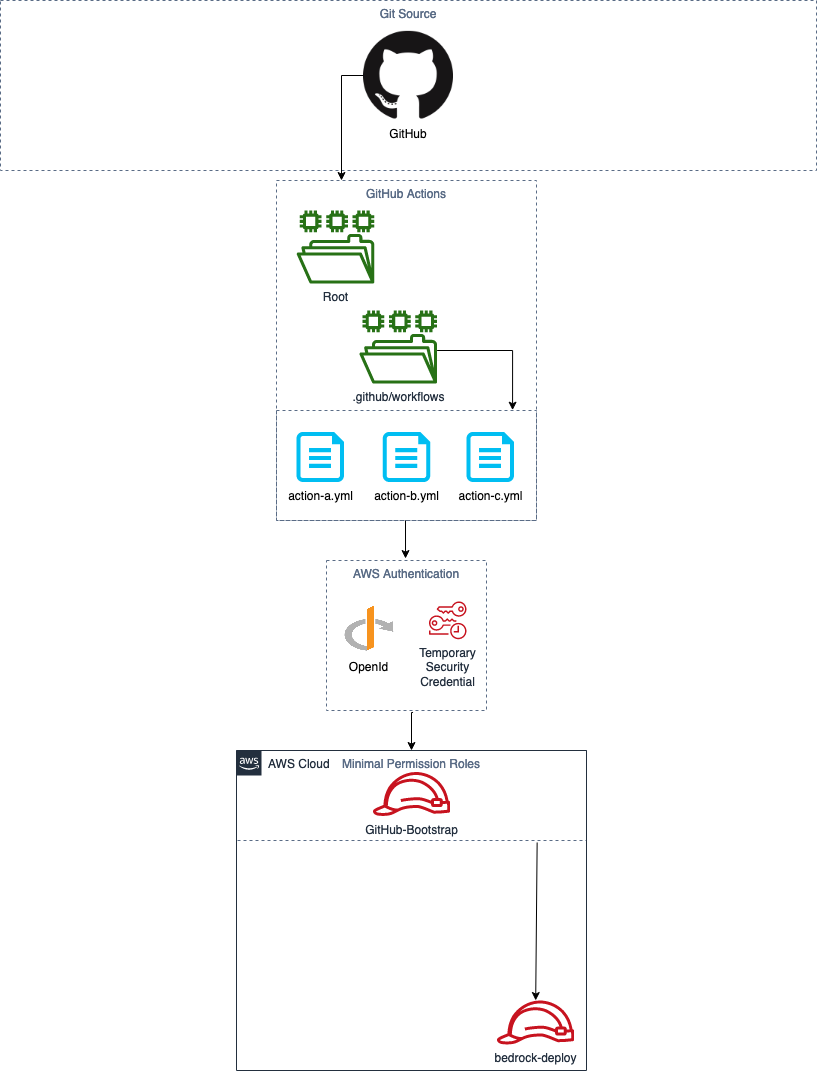 Git Source
GitHub
GitHub Actions
Root
.github/workflows
action-a.yml
action-b.yml
action-c.yml
AWS Authentication
OpenId
Temporary
Security
Credential
aws
AWS Cloud
Minimal Permission Roles
GitHub-Bootstrap
bedrock-deploy